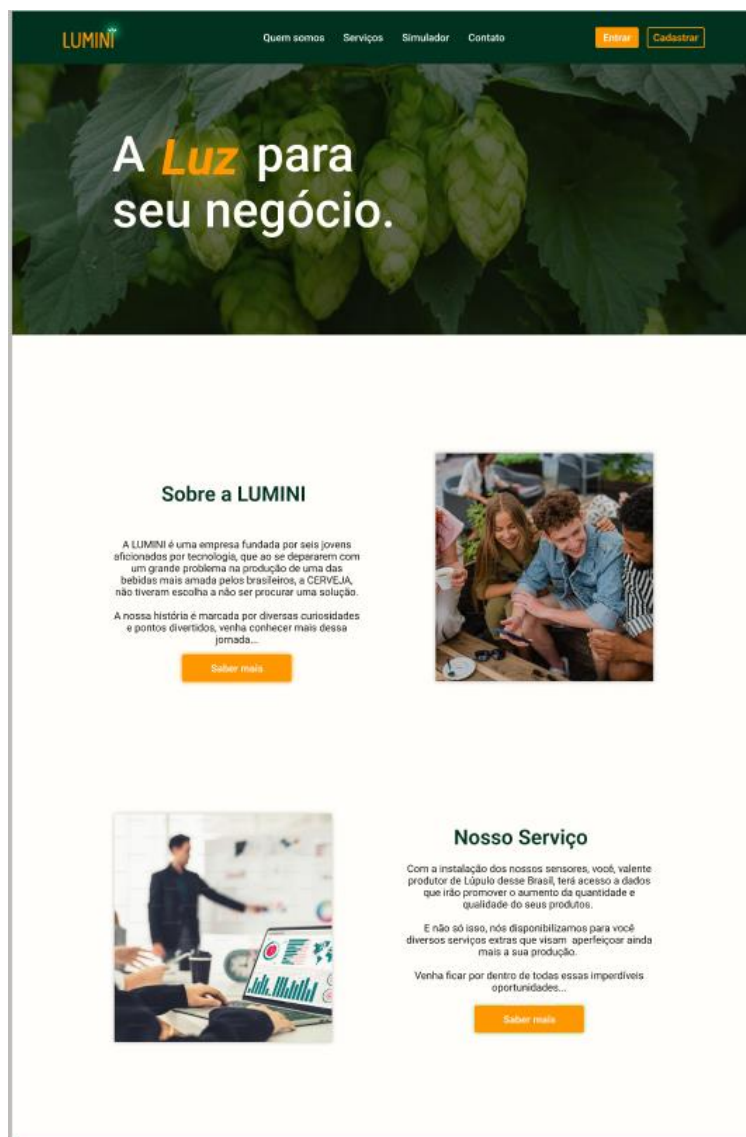 LUMINI
Quem somos Serviços Simulador Contato
Entrar Cadastrar
A Luz para
seu negócio.
Sobre a LUMINI
A LUMINI é uma empresa fundada por seis jovens
aficionados por tecnologia, que ao se depararem com
um grande problema na produção de uma das
bebidas mais amada pelos brasileiros, a CERVEJA,
não tiveram escolha a não ser procurar uma solução.
A nossa história é marcada por diversas curiosidades
e pontos divertidos, venha conhecer mais dessa
jornada...
Saber mais
Nosso Serviço
Com a instalação dos nossos sensores, você, valente
produtor de Lúpulo desse Brasil, terá acesso a dados
que irão promover o aumento da quantidade e
qualidade do seus produtos.
E não só isso, nós disponibilizamos para você
diversos serviços extras que visam aperfeiçoar ainda
mais a sua produção.
Venha ficar por dentro de todas essas imperdíveis
oportunidades...
Saber mais